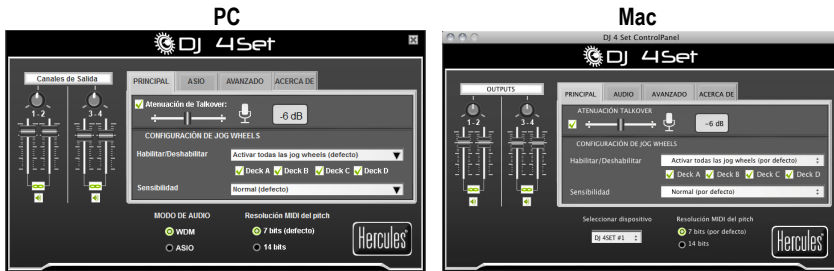 PC
DJ 4Set
Canales de Salida
1 - 2
3 - 4
PRINCIPAL
ASIO
AVANZADO
ACERCA DE
Atenuación de Talkover:
-6 dB
CONFIGURACIÓN DE JOG WHEELS
Habilitar/Deshabilitar
Activar todas las jog wheels (defecto)
Deck A
Deck B
Deck C
Deck D
Sensibilidad
Normal (defecto)
MODO DE AUDIO
WDM
ASIO
Resolución MIDI del pitch
7 bits (defecto)
14 bits
Hercules
Mac
DJ 4 Set ControlPanel
DJ 4Set
OUTPUTS
1-2
3-4
PRINCIPAL
AUDIO
AVANZADO
ACERCA DE
ATENUACIÓN TALKOVER
-6 dB
CONFIGURACIÓN DE JOG WHEELS
Habilitar/Deshabilitar
Activar todas las jog wheels (por defecto)
Deck A
Deck B
Deck C
Deck D
Sensibilidad
Normal (por defecto)
Seleccionar dispositivo
DJ 4SET #1
Resolución MIDI del pitch
7 bits (por defecto)
14 bits
Hercules